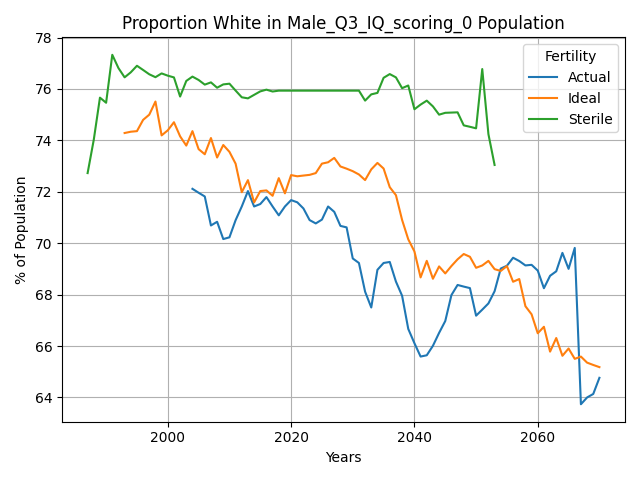 Proportion White in Male_Q3_IQ_scoring_0 Population
% of Population
78
76
74
72
70
68
66
64
Fertility
Actual
Ideal
Sterile
2000
2020
2040
2060
Years